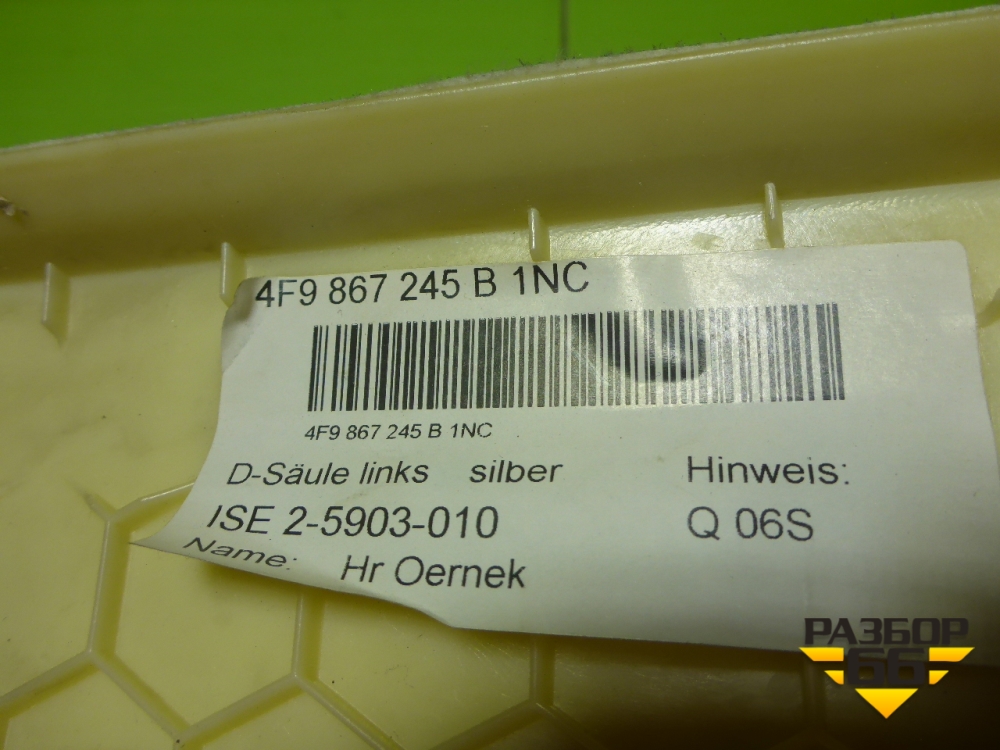 4F9 867 245 B 1NC
4F9 867 245 B 1NC
D-Säule links silber Hinweis:
ISE 2-5903-010 Q 06S
Name: Hr Oernek
РАЗБОР
66